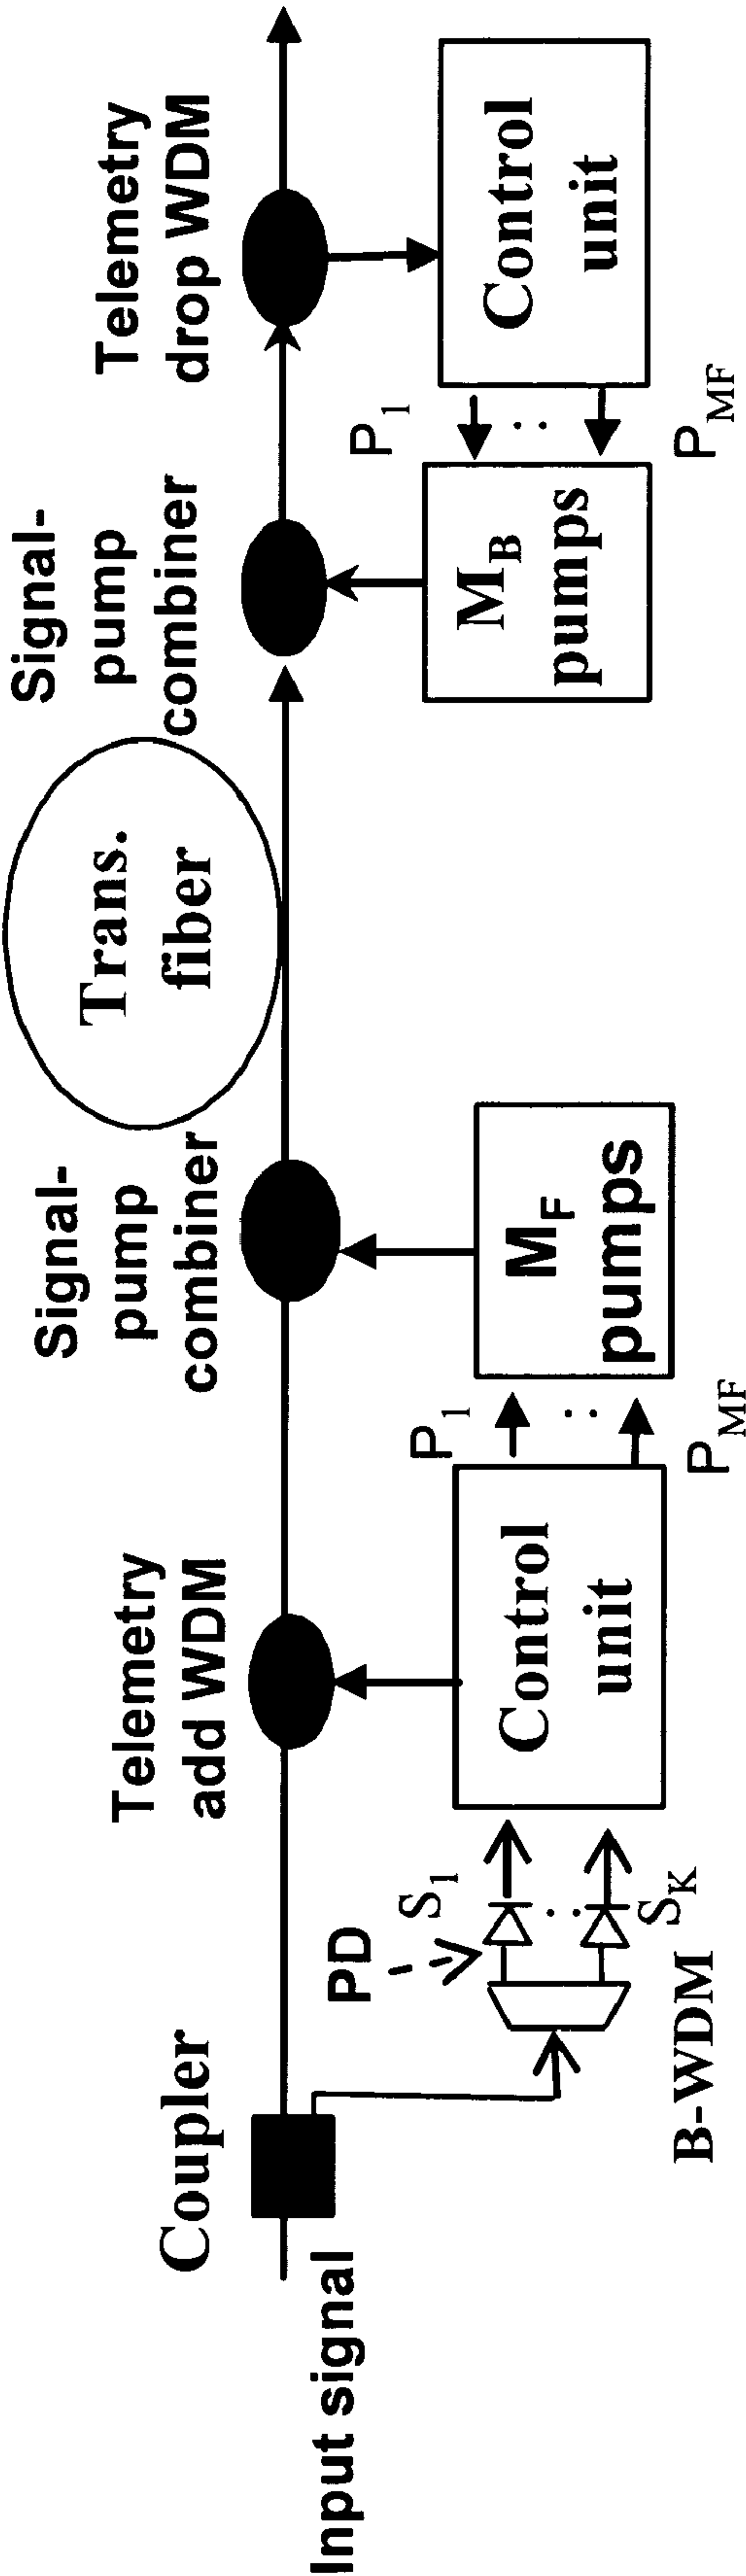 Input signal
Coupler
PD
S1
SK
B-WDM
Telemetry
add WDM
Control
unit
P1
PMF
Signal-
pump
combiner
MF
pumps
Trans.
fiber
Signal-
pump
combiner
MB
pumps
P1
PMF
Telemetry
drop WDM
Control
unit